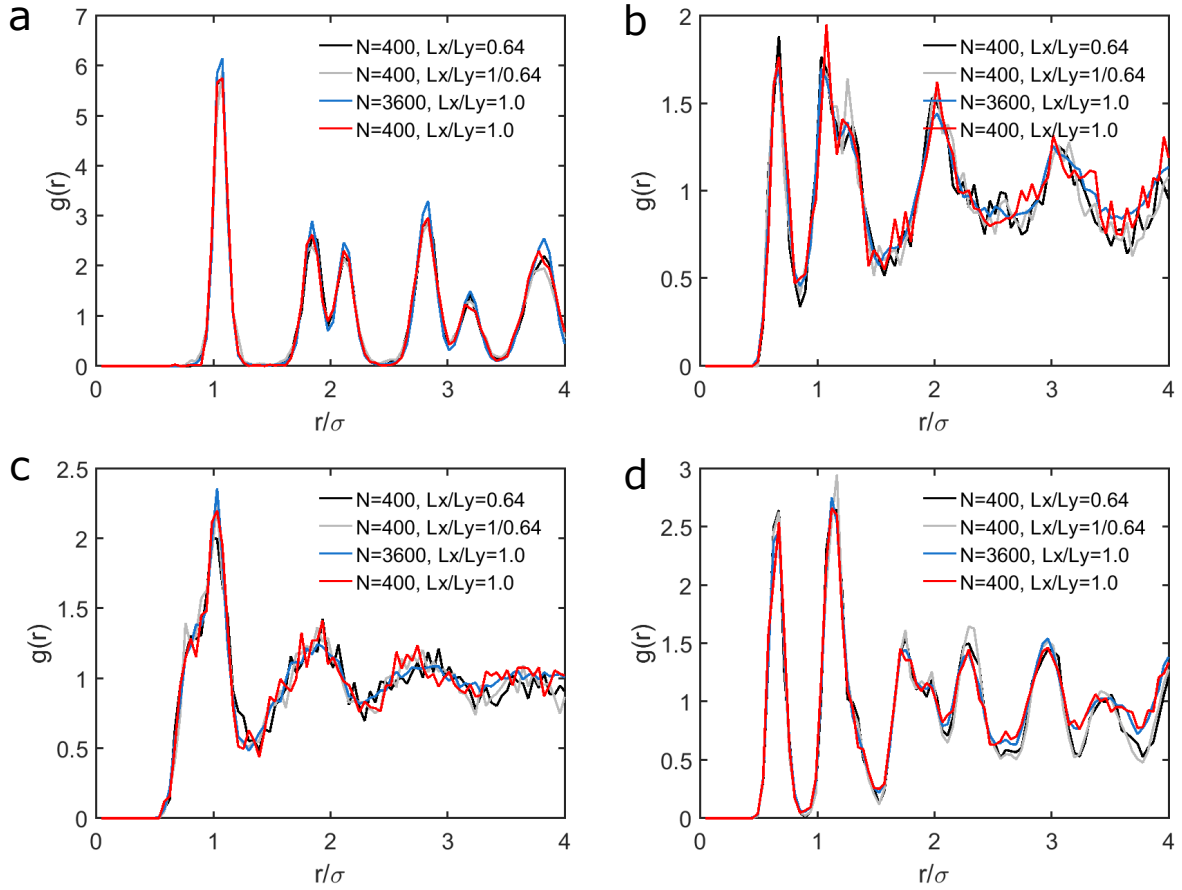 a
7
6
5
4
3
2
1
0
g(r)
N=400, Lx/Ly=0.64
N=400, Lx/Ly=1/0.64
N=3600, Lx/Ly=1.0
N=400, Lx/Ly=1.0
0 1 2 3 4
r/σ
b
2
1.5
1
0.5
0
g(r)
N=400, Lx/Ly=0.64
N=400, Lx/Ly=1/0.64
N=3600, Lx/Ly=1.0
N=400, Lx/Ly=1.0
0 1 2 3 4
r/σ
c
2.5
2
1.5
1
0.5
0
g(r)
N=400, Lx/Ly=0.64
N=400, Lx/Ly=1/0.64
N=3600, Lx/Ly=1.0
N=400, Lx/Ly=1.0
0 1 2 3 4
r/σ
d
3
2.5
2
1.5
1
0.5
0
g(r)
N=400, Lx/Ly=0.64
N=400, Lx/Ly=1/0.64
N=3600, Lx/Ly=1.0
N=400, Lx/Ly=1.0
0 1 2 3 4
r/σ